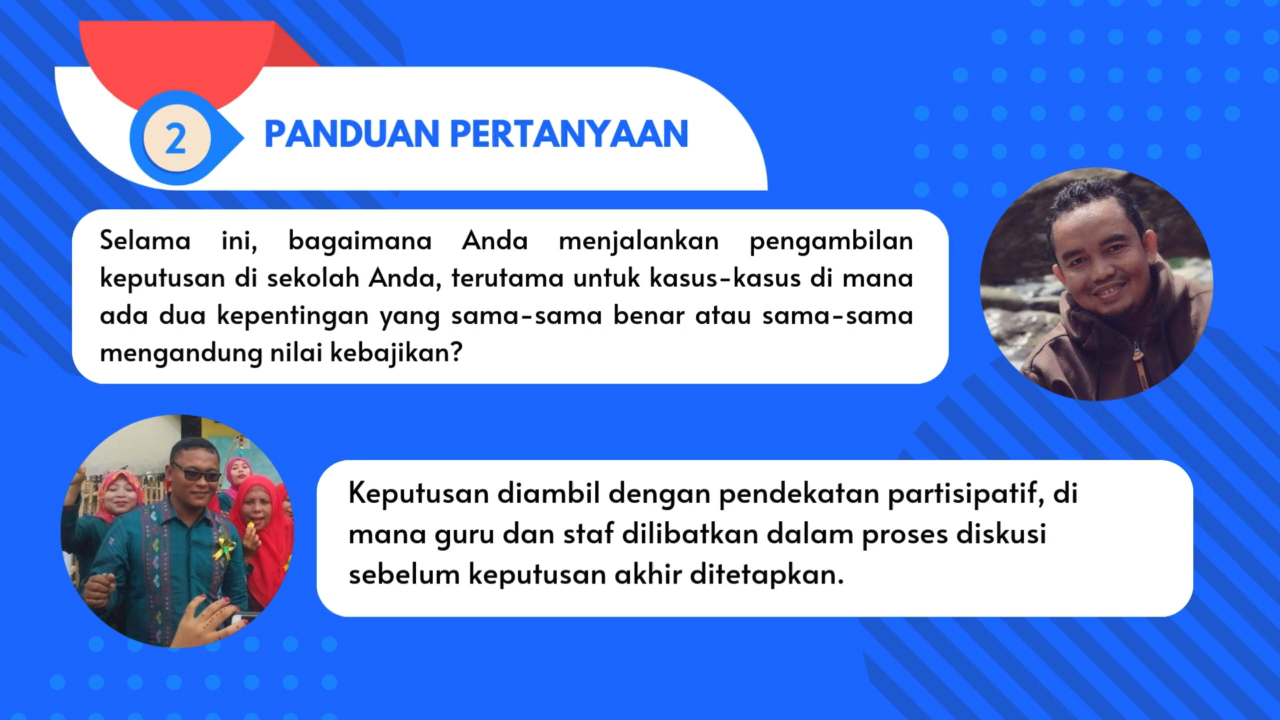 2
PANDUAN PERTANYAAN
Selama ini, bagaimana Anda menjalankan pengambilan
keputusan di sekolah Anda, terutama untuk kasus-kasus di mana
ada dua kepentingan yang sama-sama benar atau sama-sama
mengandung nilai kebajikan?
Keputusan diambil dengan pendekatan partisipatif, di
mana guru dan staf dilibatkan dalam proses diskusi
sebelum keputusan akhir ditetapkan.